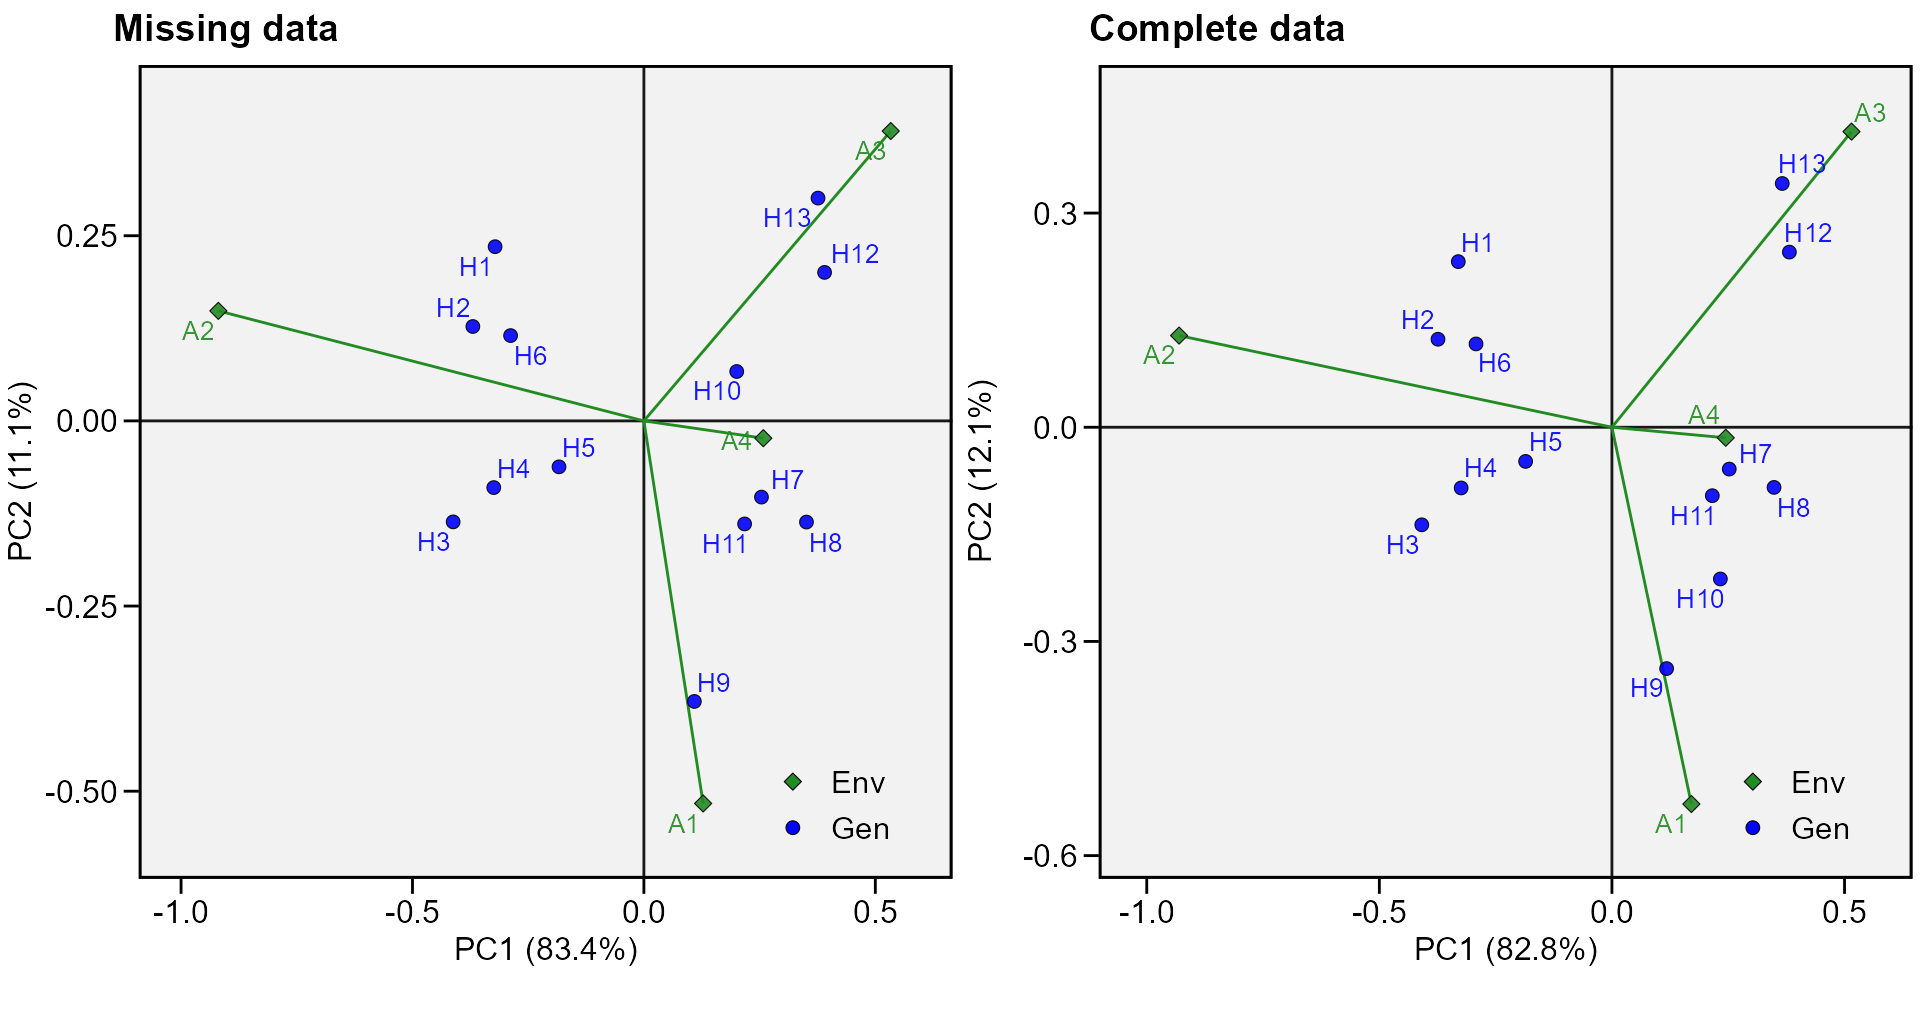 Missing data
A3
H13
H12
H1
0.25
H2
A2
H6
H10
0.00
A4
H5
H4
H7
H3
H11
H8
-0.25
H9
-0.50
A1
Env
Gen
-1.0
-0.5
0.0
0.5
PC1 (83.4%)
PC2 (11.1%)
Complete data
A3
H13
0.3
H12
H1
H2
A2
H6
A4
0.0
H5
H7
H4
H8
H11
H3
H10
-0.3
H9
A1
Env
Gen
-0.6
-1.0
-0.5
0.0
0.5
PC1 (82.8%)
PC2 (12.1%)